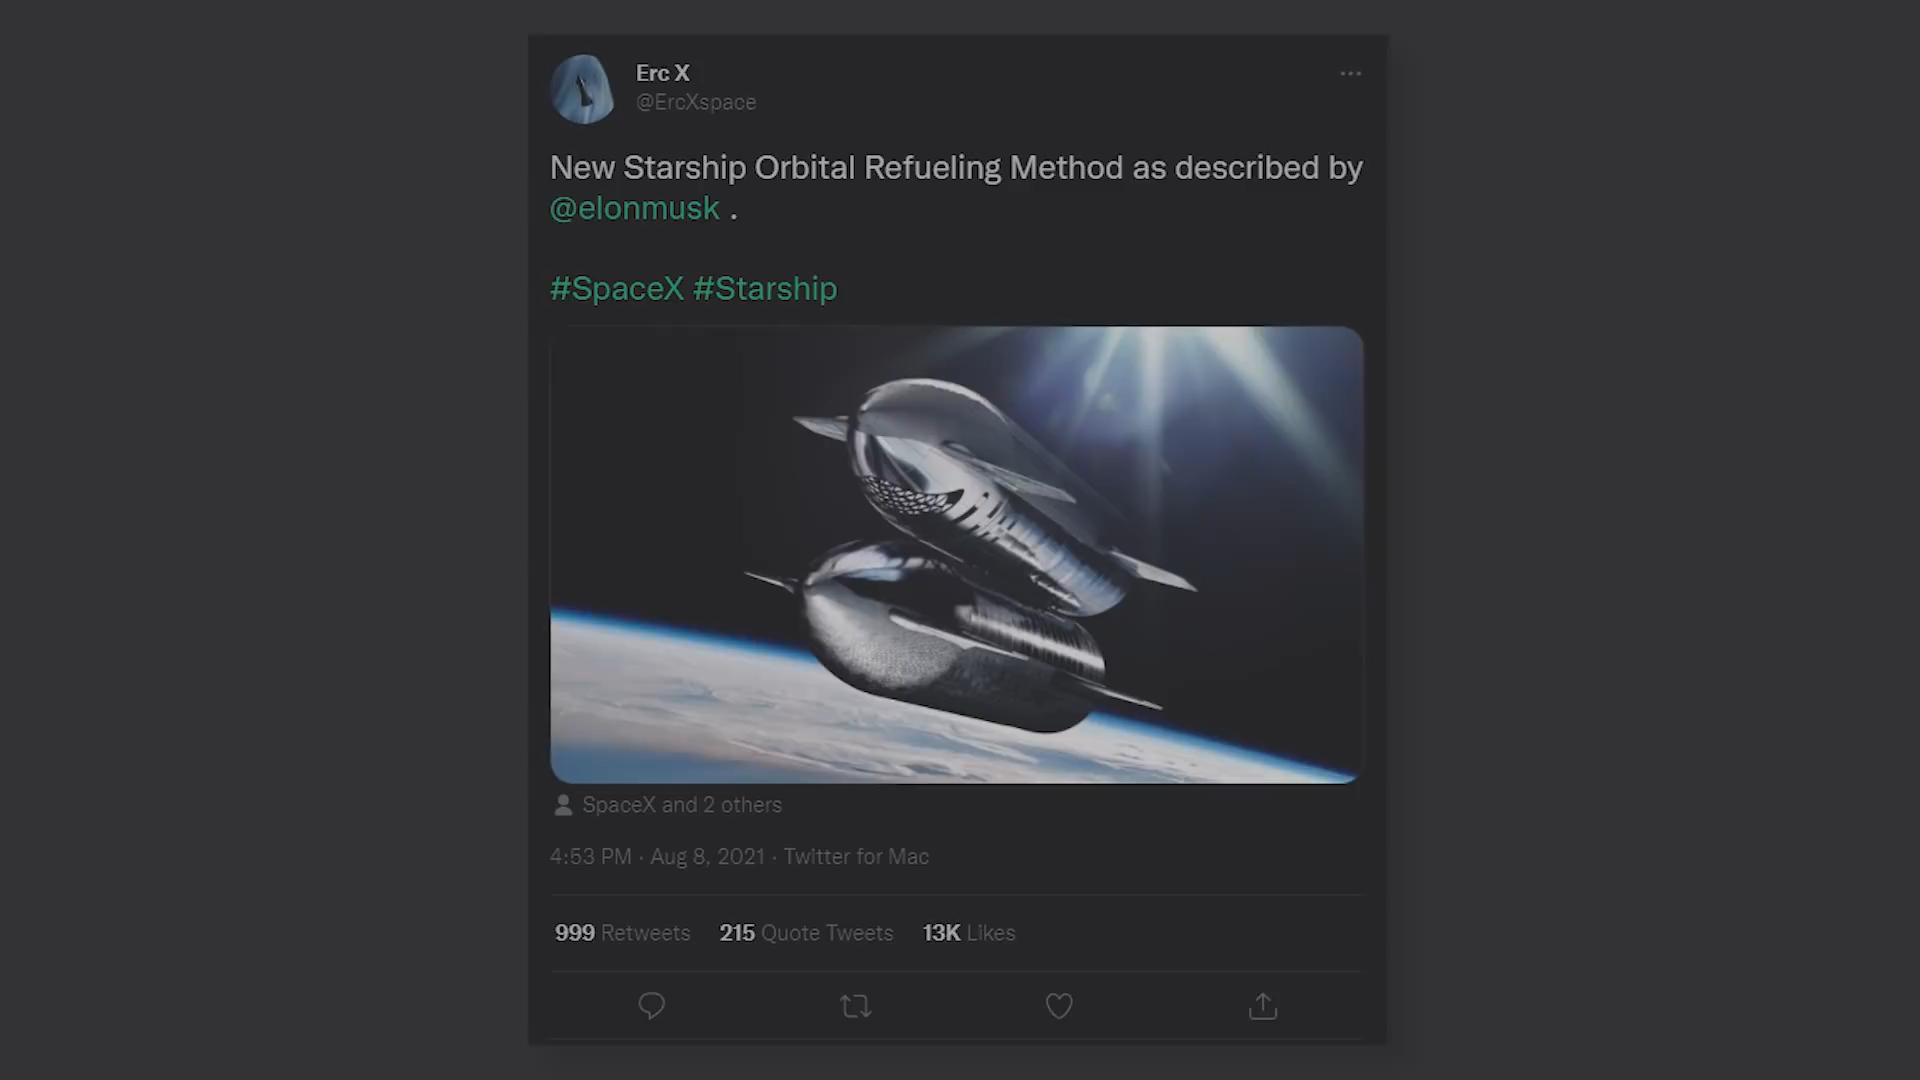 Erc X
@ErcXspace
New Starship Orbital Refueling Method as described by
@elonmusk .
#SpaceX #Starship
SpaceX and 2 others
4:53 PM · Aug 8, 2021 · Twitter for Mac
999 Retweets 215 Quote Tweets 13K Likes